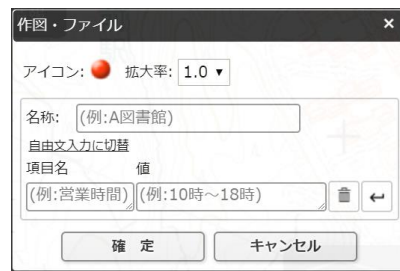 作図・ファイル ×
アイコン: 拡大率: 1.0 ▼
名称: (例:A図書館)
自由文入力に切替
項目名 値
(例:営業時間) (例:10時~18時)
確 定 キャンセル